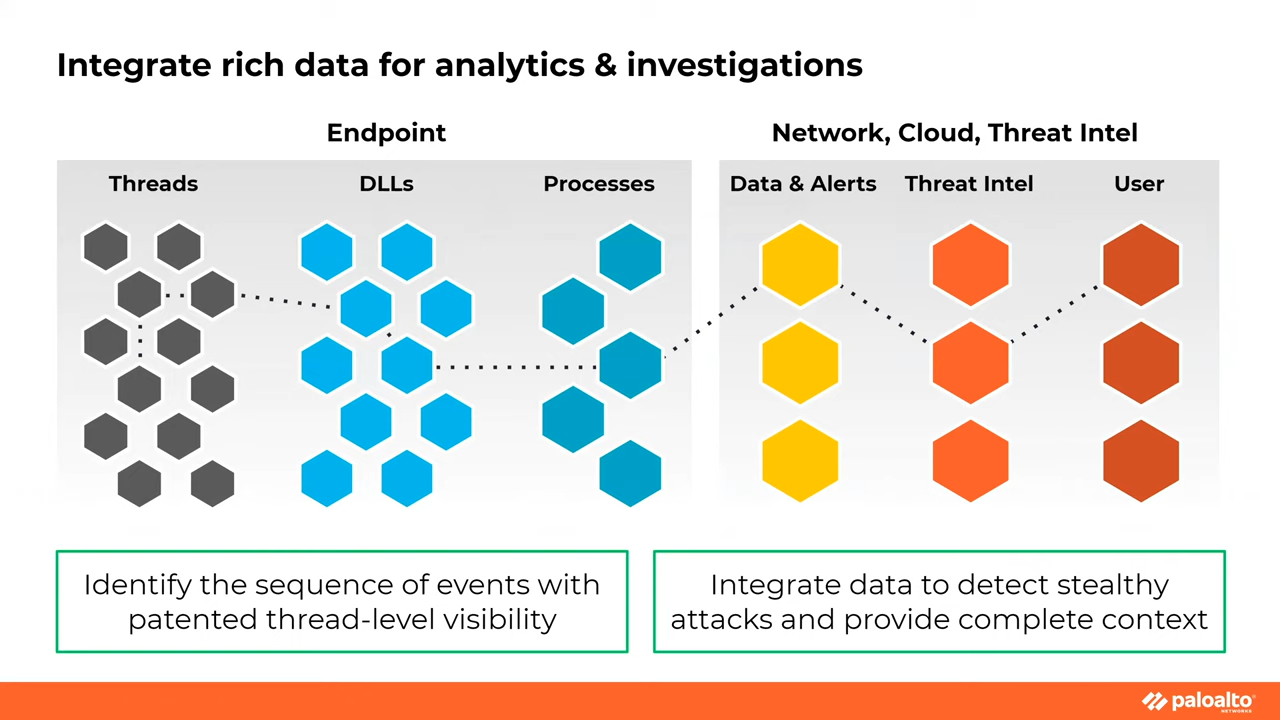 Integrate rich data for analytics & investigations
Endpoint
Network, Cloud, Threat Intel
Threads
DLLs
Processes
Data & Alerts
Threat Intel
User
Identify the sequence of events with
patented thread-level visibility
Integrate data to detect stealthy
attacks and provide complete context
paloalto
NETWORKS